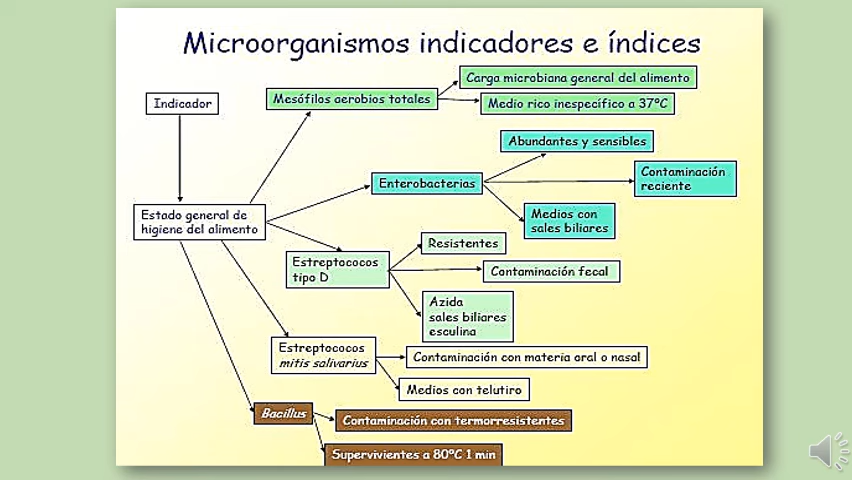 Microorganismos indicadores e índices
Indicador
Mesófilos aerobios totales
Carga microbiana general del alimento
Medio rico inespecífico a 37ºC
Abundantes y sensibles
Enterobacterias
Contaminación
reciente
Medios con
sales biliares
Estado general de
higiene del alimento
Estreptococos
tipo D
Resistentes
Contaminación fecal
Azida
sales biliares
esculina
Estreptococos
mitis salivarius
Contaminación con materia oral o nasal
Medios con telutiro
Bacillus
Contaminación con termorresistentes
Supervivientes a 80ºC 1 min